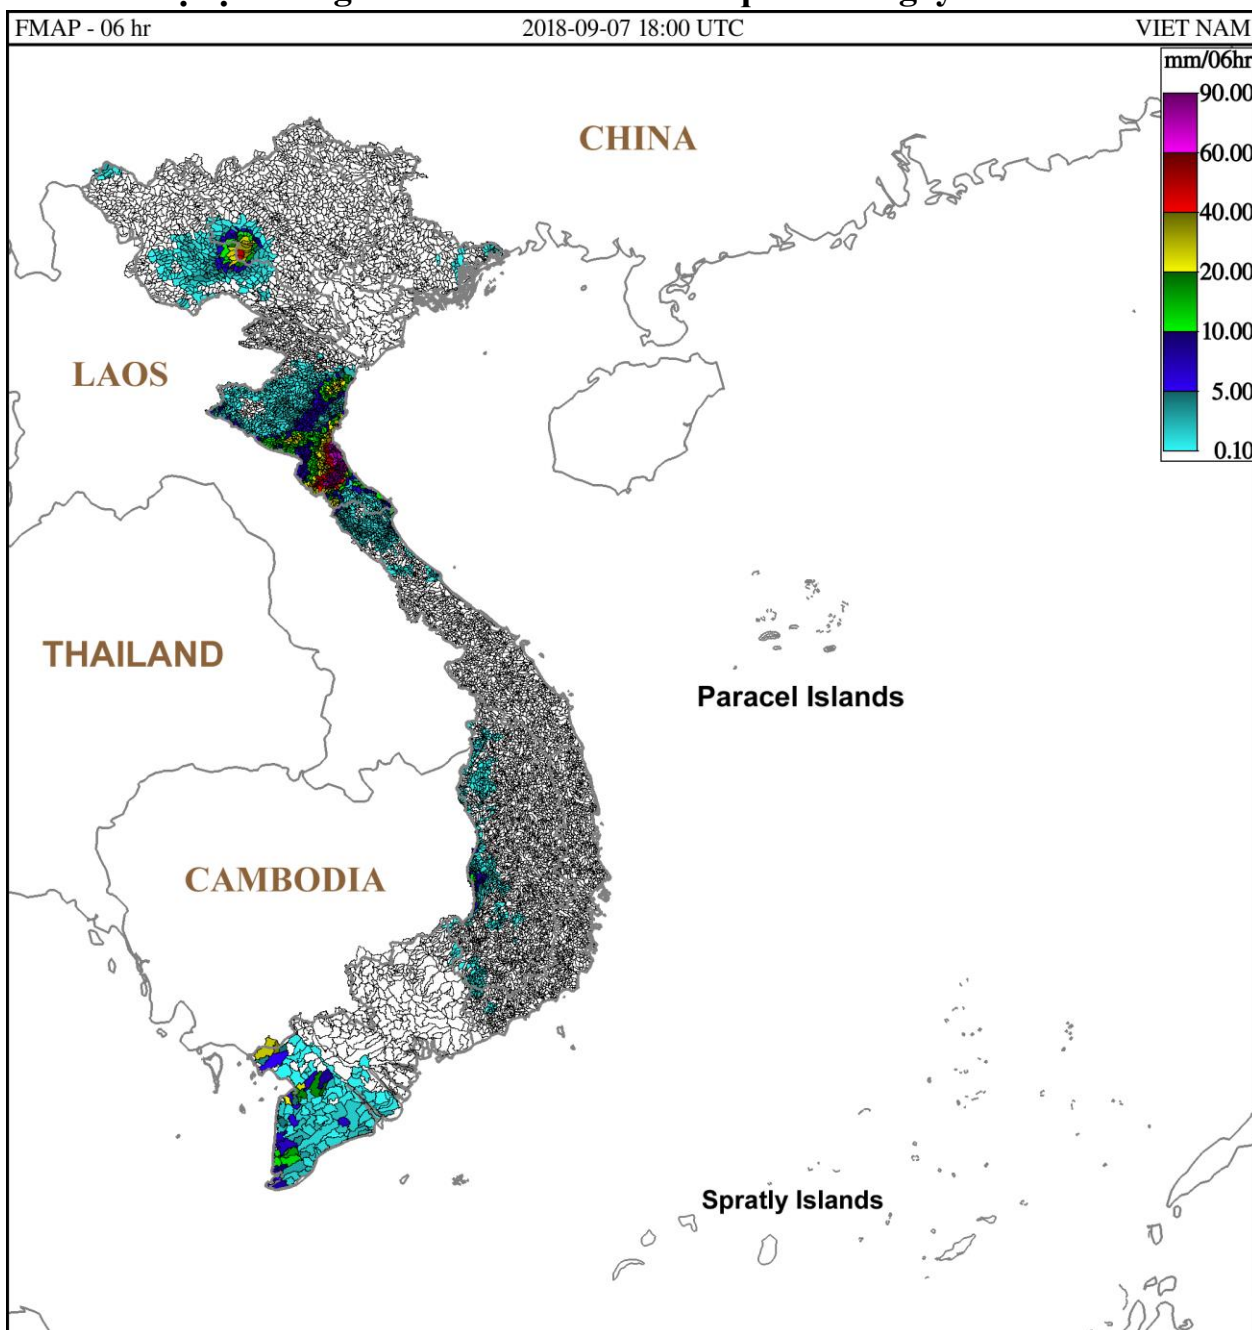 FMAP - 06 hr 2018-09-07 18:00 UTC VIET NAM
mm/06hr
90.00
CHINA
60.00
40.00
20.00
10.00
LAOS
5.00
0.10
THAILAND
Paracel Islands
CAMBODIA
Spratly Islands